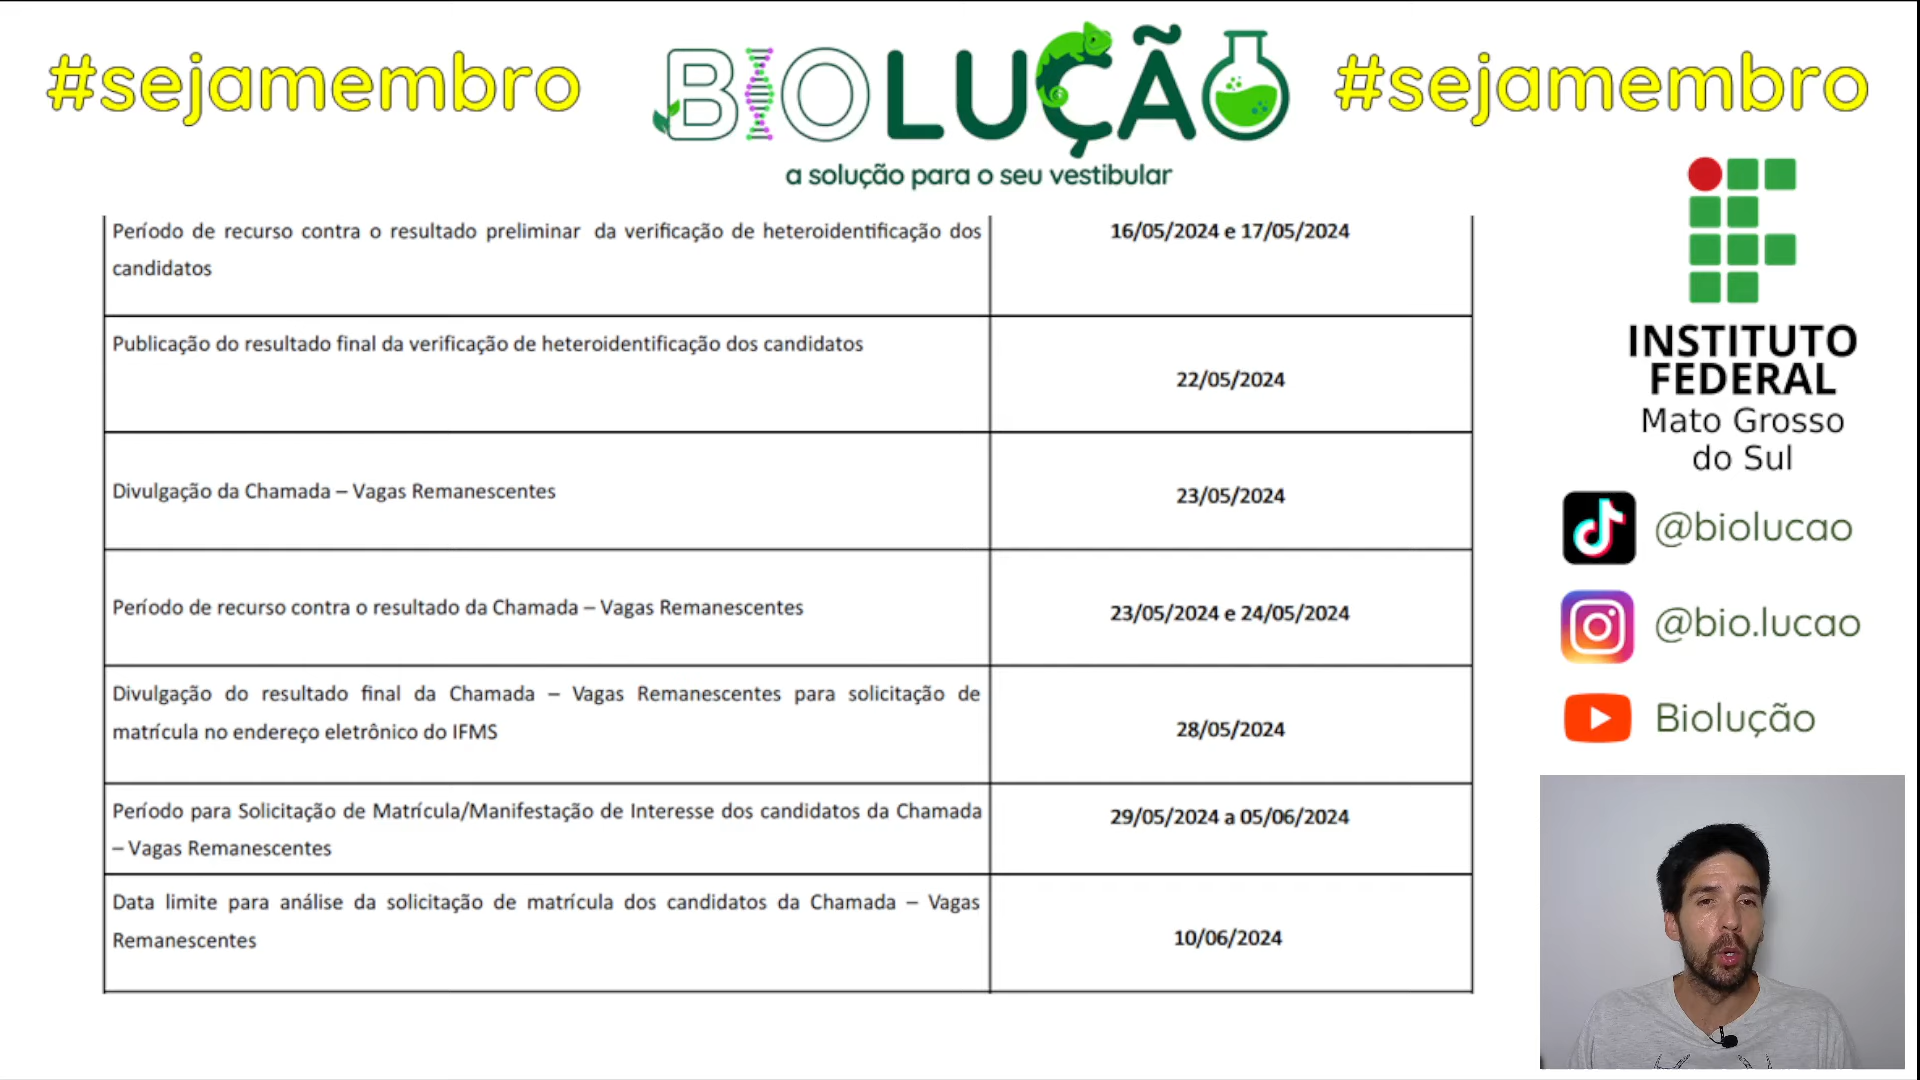 #sejamembro
BIOLUÇÃO
#sejamembro
a solução para o seu vestibular
Período de recurso contra o resultado preliminar da verificação de heteroidentificação dos
candidatos
16/05/2024 e 17/05/2024
Publicação do resultado final da verificação de heteroidentificação dos candidatos
22/05/2024
Divulgação da Chamada – Vagas Remanescentes
23/05/2024
Período de recurso contra o resultado da Chamada – Vagas Remanescentes
23/05/2024 e 24/05/2024
Divulgação do resultado final da Chamada – Vagas Remanescentes para solicitação de
matrícula no endereço eletrônico do IFMS
28/05/2024
Período para Solicitação de Matrícula/Manifestação de Interesse dos candidatos da Chamada
– Vagas Remanescentes
29/05/2024 a 05/06/2024
Data limite para análise da solicitação de matrícula dos candidatos da Chamada – Vagas
Remanescentes
10/06/2024
INSTITUTO
FEDERAL
Mato Grosso
do Sul
@biolucao
@bio.lucao
Biolução